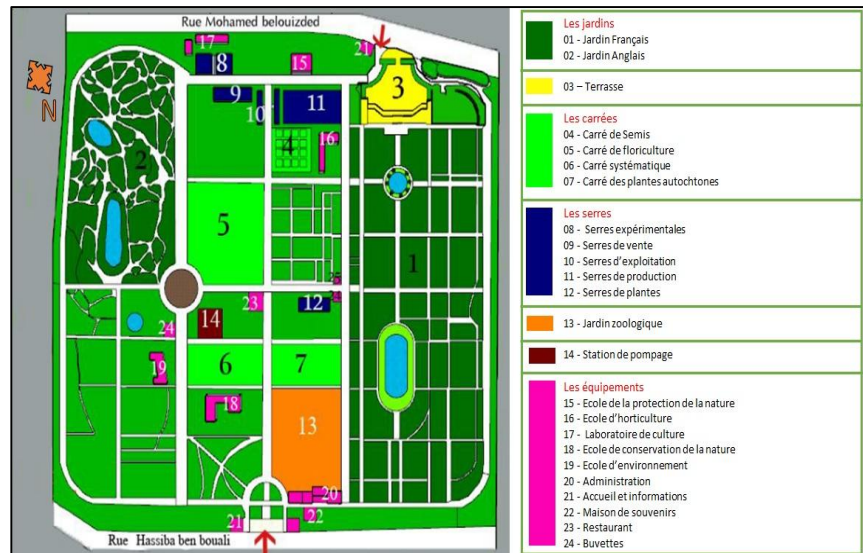 Rue Mohamed belouizded
17
8
15
21
3
9
10
11
16
4
2
5
1
N
12
23
14
24
6
7
19
18
13
20
22
21
Rue Hassiba ben bouali
Les jardins
01 - Jardin Français
02 - Jardin Anglais
03 – Terrasse
Les carrées
04 - Carré de Semis
05 - Carré de floriculture
06 - Carré systématique
07 - Carré des plantes autochtones
Les serres
08 - Serres expérimentales
09 - Serres de vente
10 - Serres d'exploitation
11 - Serres de production
12 - Serres de plantes
13 - Jardin zoologique
14 - Station de pompage
Les équipements
15 - Ecole de la protection de la nature
16 - Ecole d'horticulture
17 - Laboratoire de culture
18 - Ecole de conservation de la nature
19 - Ecole d'environnement
20 - Administration
21 - Accueil et informations
22 - Maison de souvenirs
23 - Restaurant
24 - Buvettes